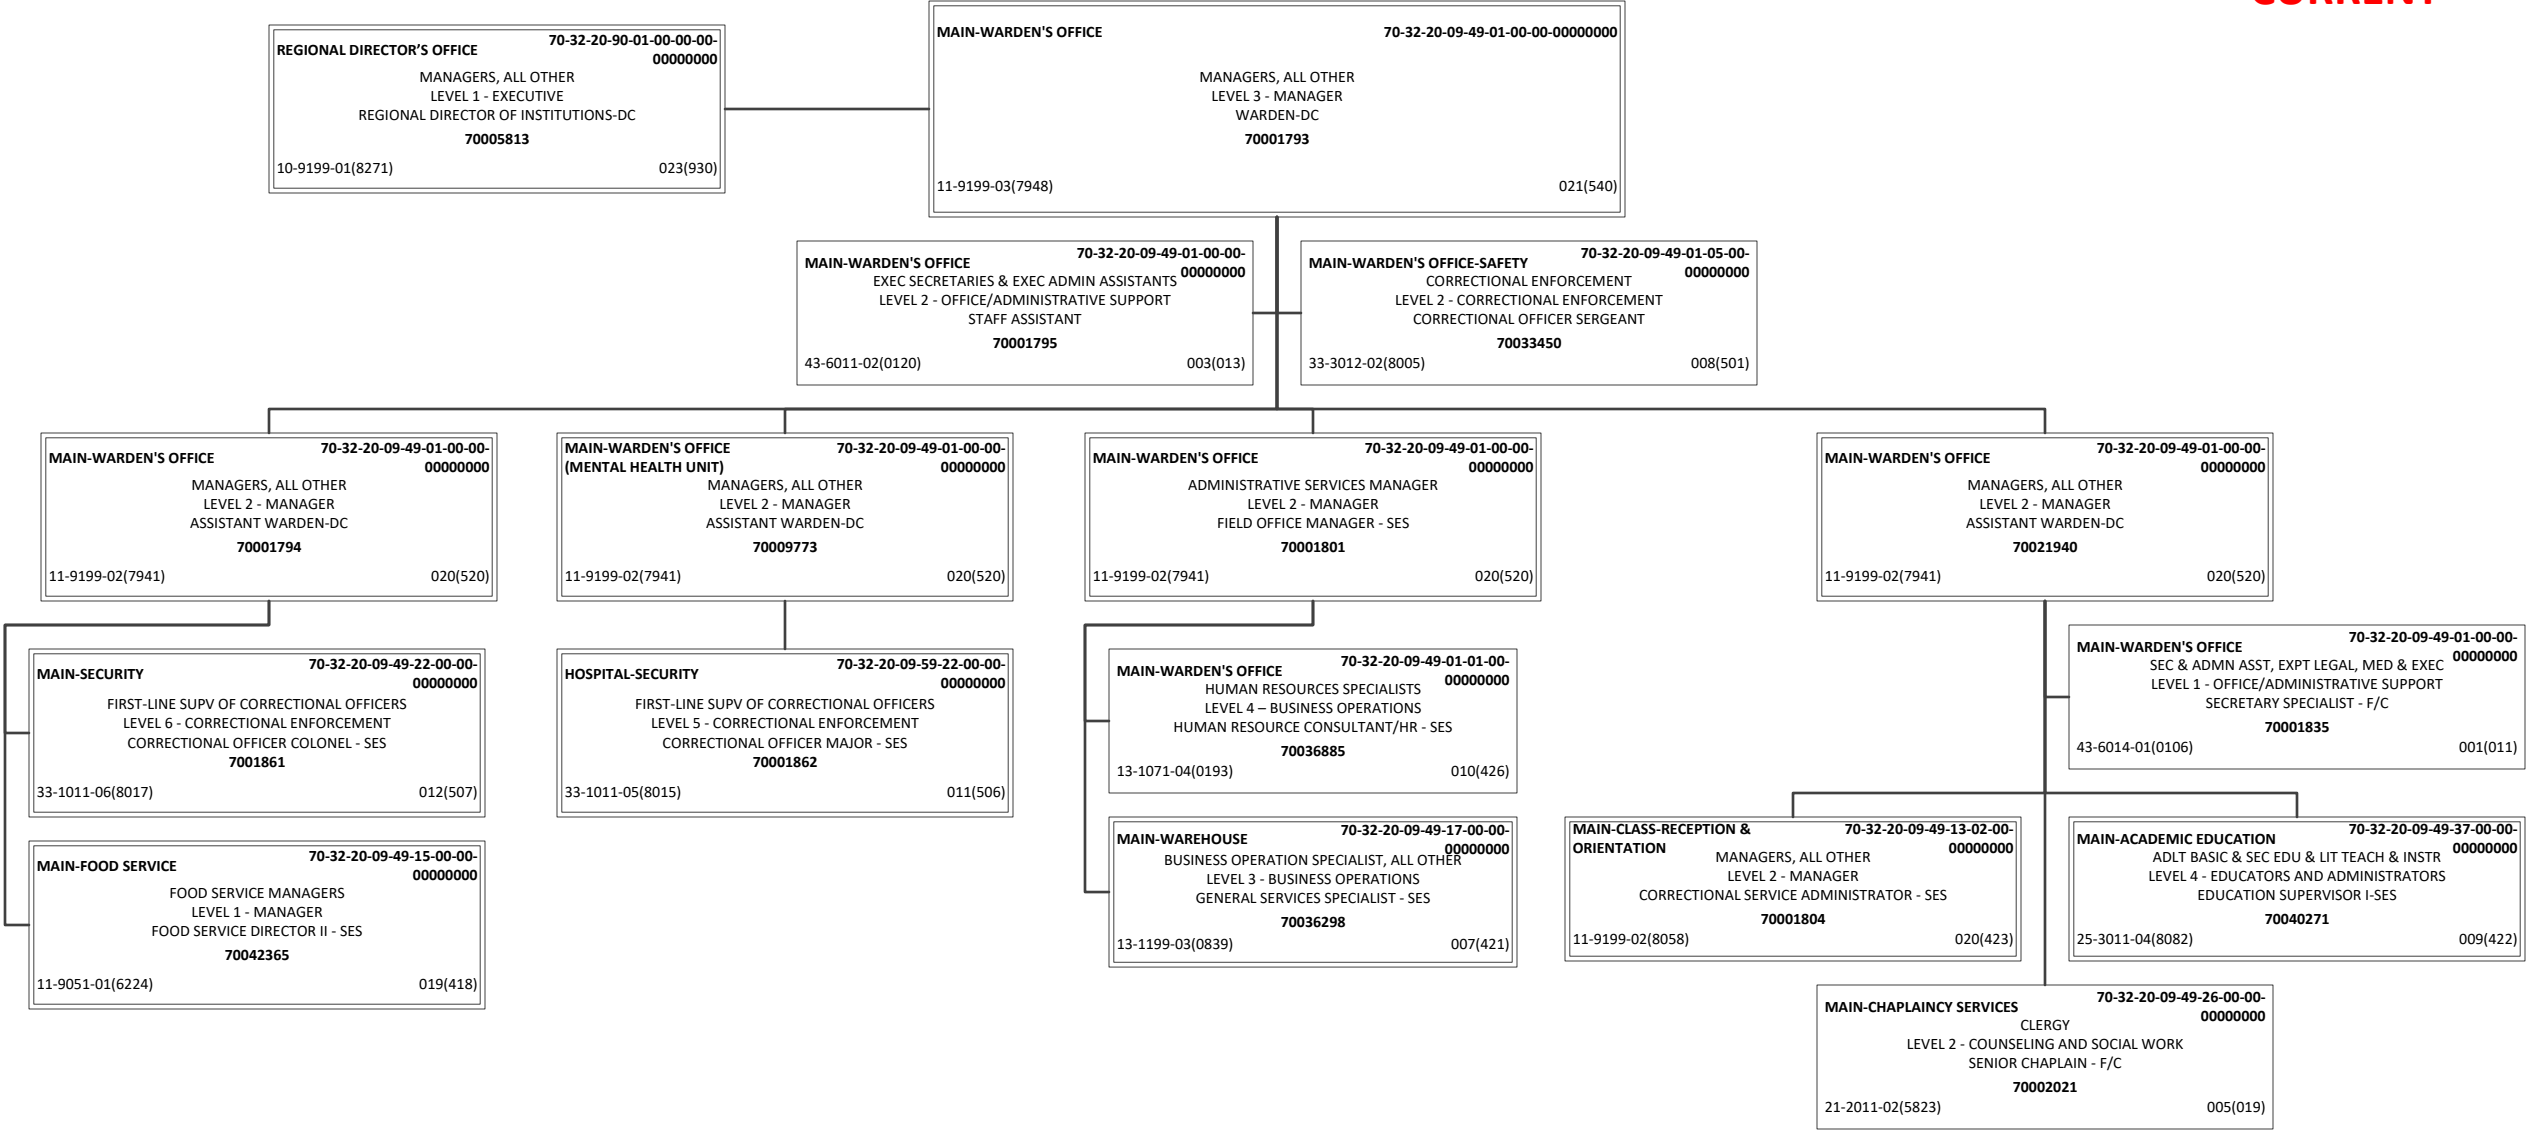 CURRENT
REGIONAL DIRECTOR'S OFFICE
70-32-20-90-01-00-00-00-
00000000
MANAGERS, ALL OTHER
LEVEL 1 - EXECUTIVE
REGIONAL DIRECTOR OF INSTITUTIONS-DC
70005813
10-9199-01(8271) 023(930)
MAIN-WARDEN'S OFFICE 70-32-20-09-49-01-00-00-00000000
MANAGERS, ALL OTHER
LEVEL 3 - MANAGER
WARDEN-DC
70001793
11-9199-03(7948) 021(540)
MAIN-WARDEN'S OFFICE
70-32-20-09-49-01-00-00-
00000000
EXEC SECRETARIES & EXEC ADMIN ASSISTANTS
LEVEL 2 - OFFICE/ADMINISTRATIVE SUPPORT
STAFF ASSISTANT
70001795
43-6011-02(0120) 003(013)
MAIN-WARDEN'S OFFICE-SAFETY
70-32-20-09-49-01-05-00-
00000000
CORRECTIONAL ENFORCEMENT
LEVEL 2 - CORRECTIONAL ENFORCEMENT
CORRECTIONAL OFFICER SERGEANT
70033450
33-3012-02(8005) 008(501)
MAIN-WARDEN'S OFFICE
70-32-20-09-49-01-00-00-
00000000
MANAGERS, ALL OTHER
LEVEL 2 - MANAGER
ASSISTANT WARDEN-DC
70001794
11-9199-02(7941) 020(520)
MAIN-WARDEN'S OFFICE
(MENTAL HEALTH UNIT)
70-32-20-09-49-01-00-00-
00000000
MANAGERS, ALL OTHER
LEVEL 2 - MANAGER
ASSISTANT WARDEN-DC
70009773
11-9199-02(7941) 020(520)
MAIN-WARDEN'S OFFICE
70-32-20-09-49-01-00-00-
00000000
ADMINISTRATIVE SERVICES MANAGER
LEVEL 2 - MANAGER
FIELD OFFICE MANAGER - SES
70001801
11-9199-02(7941) 020(520)
MAIN-WARDEN'S OFFICE
70-32-20-09-49-01-00-00-
00000000
MANAGERS, ALL OTHER
LEVEL 2 - MANAGER
ASSISTANT WARDEN-DC
70021940
11-9199-02(7941) 020(520)
MAIN-SECURITY
70-32-20-09-49-22-00-00-
00000000
FIRST-LINE SUPV OF CORRECTIONAL OFFICERS
LEVEL 6 - CORRECTIONAL ENFORCEMENT
CORRECTIONAL OFFICER COLONEL - SES
7001861
33-1011-06(8017) 012(507)
HOSPITAL-SECURITY
70-32-20-09-59-22-00-00-
00000000
FIRST-LINE SUPV OF CORRECTIONAL OFFICERS
LEVEL 5 - CORRECTIONAL ENFORCEMENT
CORRECTIONAL OFFICER MAJOR - SES
70001862
33-1011-05(8015) 011(506)
MAIN-WARDEN'S OFFICE
70-32-20-09-49-01-01-00-
00000000
HUMAN RESOURCES SPECIALISTS
LEVEL 4 – BUSINESS OPERATIONS
HUMAN RESOURCE CONSULTANT/HR - SES
70036885
13-1071-04(0193) 010(426)
MAIN-WARDEN'S OFFICE
70-32-20-09-49-01-00-00-
00000000
SEC & ADMN ASST, EXPT LEGAL, MED & EXEC
LEVEL 1 - OFFICE/ADMINISTRATIVE SUPPORT
SECRETARY SPECIALIST - F/C
70001835
43-6014-01(0106) 001(011)
MAIN-FOOD SERVICE
70-32-20-09-49-15-00-00-
00000000
FOOD SERVICE MANAGERS
LEVEL 1 - MANAGER
FOOD SERVICE DIRECTOR II - SES
70042365
11-9051-01(6224) 019(418)
MAIN-WAREHOUSE
70-32-20-09-49-17-00-00-
00000000
BUSINESS OPERATION SPECIALIST, ALL OTHER
LEVEL 3 - BUSINESS OPERATIONS
GENERAL SERVICES SPECIALIST - SES
70036298
13-1199-03(0839) 007(421)
MAIN-CLASS-RECEPTION &
ORIENTATION
70-32-20-09-49-13-02-00-
00000000
MANAGERS, ALL OTHER
LEVEL 2 - MANAGER
CORRECTIONAL SERVICE ADMINISTRATOR - SES
70001804
11-9199-02(8058) 020(423)
MAIN-ACADEMIC EDUCATION
70-32-20-09-49-37-00-00-
00000000
ADLT BASIC & SEC EDU & LIT TEACH & INSTR
LEVEL 4 - EDUCATORS AND ADMINISTRATORS
EDUCATION SUPERVISOR I-SES
70040271
25-3011-04(8082) 009(422)
MAIN-CHAPLAINCY SERVICES
70-32-20-09-49-26-00-00-
00000000
CLERGY
LEVEL 2 - COUNSELING AND SOCIAL WORK
SENIOR CHAPLAIN - F/C
70002021
21-2011-02(5823) 005(019)